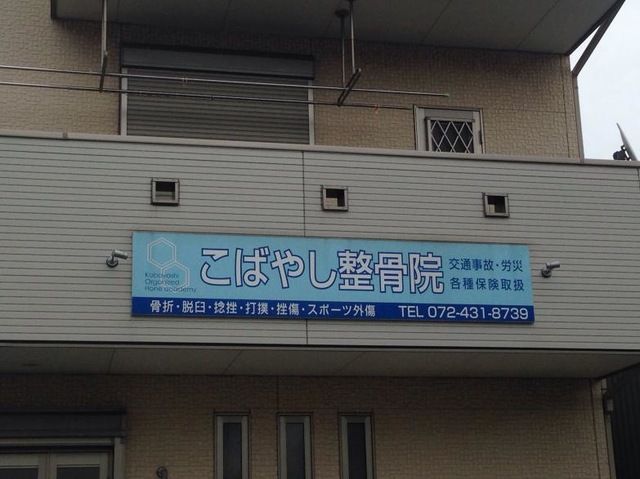 Kobayashi
Organized
Hone academy
こばやし整骨院
交通事故・労災
各種保険取扱
骨折・脱臼・捻挫・打撲・挫傷・スポーツ外傷
TEL 072-431-8739